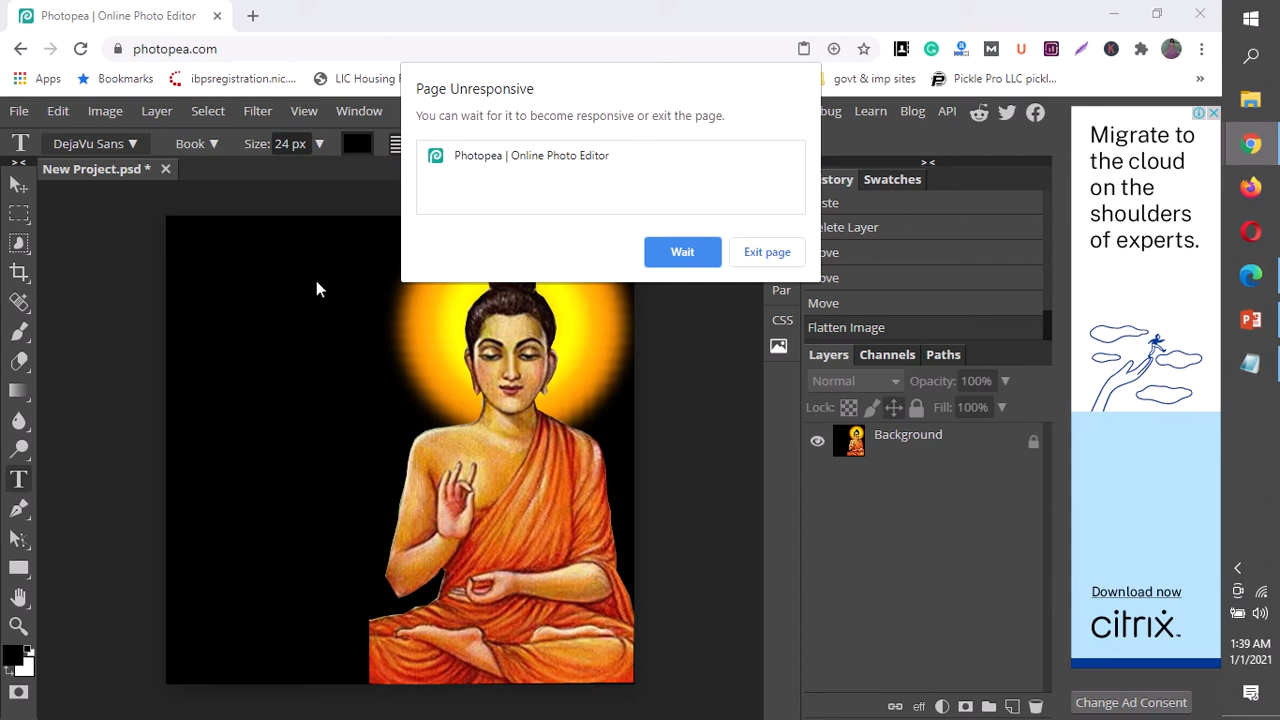 Photopea | Online Photo Editor
photopea.com
Apps
Bookmarks
ibpsregistration.nic....
LIC Housing
govt & imp sites
Pickle Pro LLC pickl...
»
Page Unresponsive
You can wait for it to become responsive or exit the page.
Photopea | Online Photo Editor
Wait
Exit page
File Edit Image Layer Select Filter View Window
Learn Blog API
DejaVu Sans
Book
Size: 24 px
New Project.psd *
> <
> <
Swatches
Layer
Move
Flatten Image
Par
CSS
Layers Channels Paths
Normal
Opacity: 100%
Lock:
Fill: 100%
Background
eff
Migrate to
the cloud
on the
shoulders
of experts.
Download now
citrix
Change Ad Consent
1:39 AM
1/1/2021